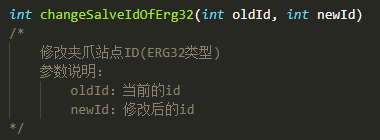 int changeSalveIdOfErg32(int oldId, int newId)
/*
修改夹爪站点ID(ERG32类型)
参数说明：
oldId：当前的id
newId：修改后的id
*/